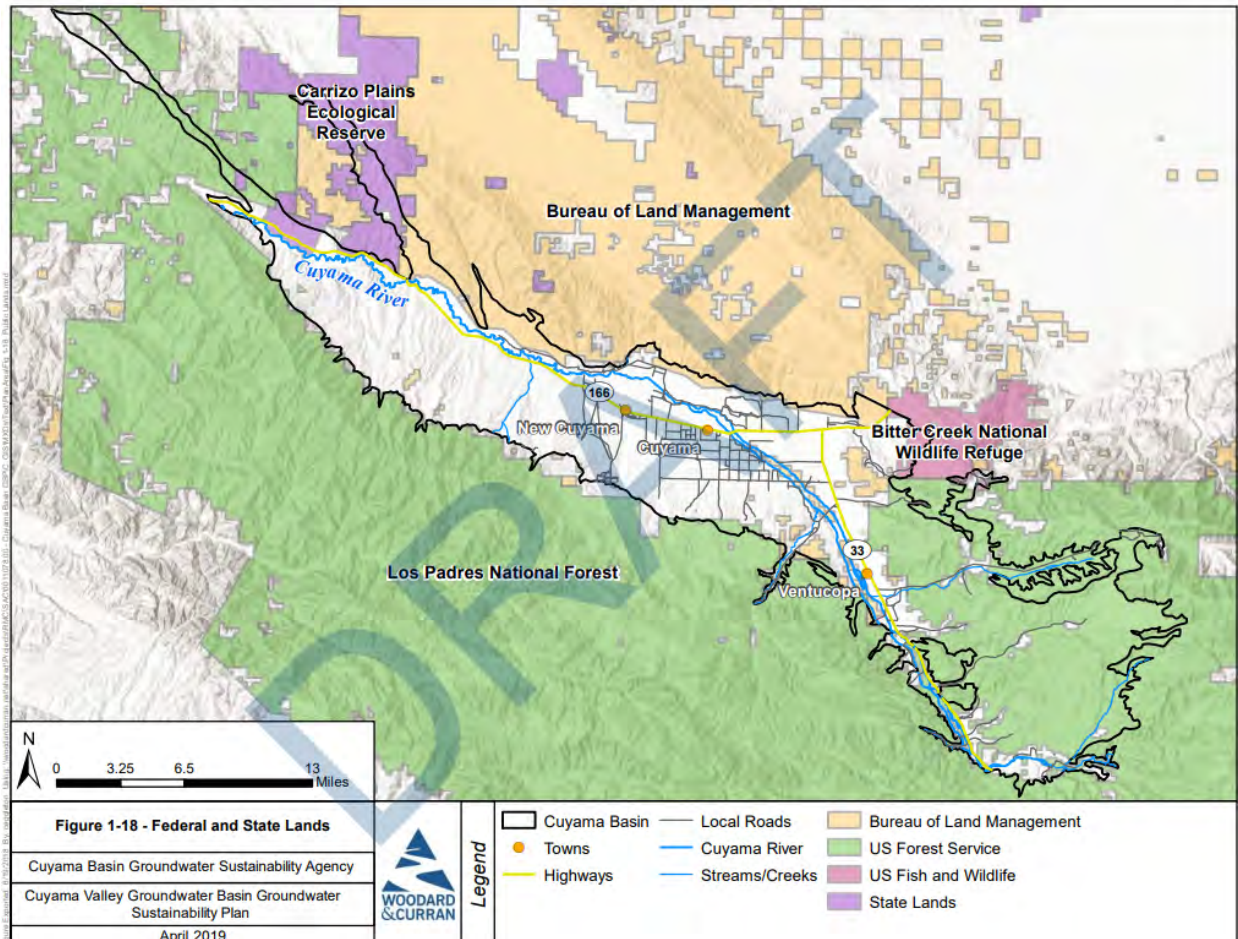 Carrizo Plains
Ecological
Reserve
Bureau of Land Management
Cuyama River
166
New Cuyama
Cuyama
Bitter Creek National
Wildlife Refuge
Los Padres National Forest
33
Ventucopa
DRAFT
N
0 3.25 6.5 13
Miles
Figure 1-18 - Federal and State Lands
Cuyama Basin Groundwater Sustainability Agency
Cuyama Valley Groundwater Basin Groundwater
Sustainability Plan
April 2019
WOODARD
&CURRAN
Legend
Cuyama Basin
Towns
Highways
Local Roads
Cuyama River
Streams/Creeks
Bureau of Land Management
US Forest Service
US Fish and Wildlife
State Lands